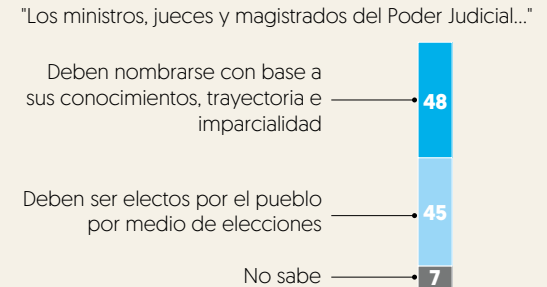 "Los ministros, jueces y magistrados del Poder Judicial..."
Deben nombrarse con base a
sus conocimientos, trayectoria e
imparcialidad
48
Deben ser electos por el pueblo
por medio de elecciones
45
No sabe
7